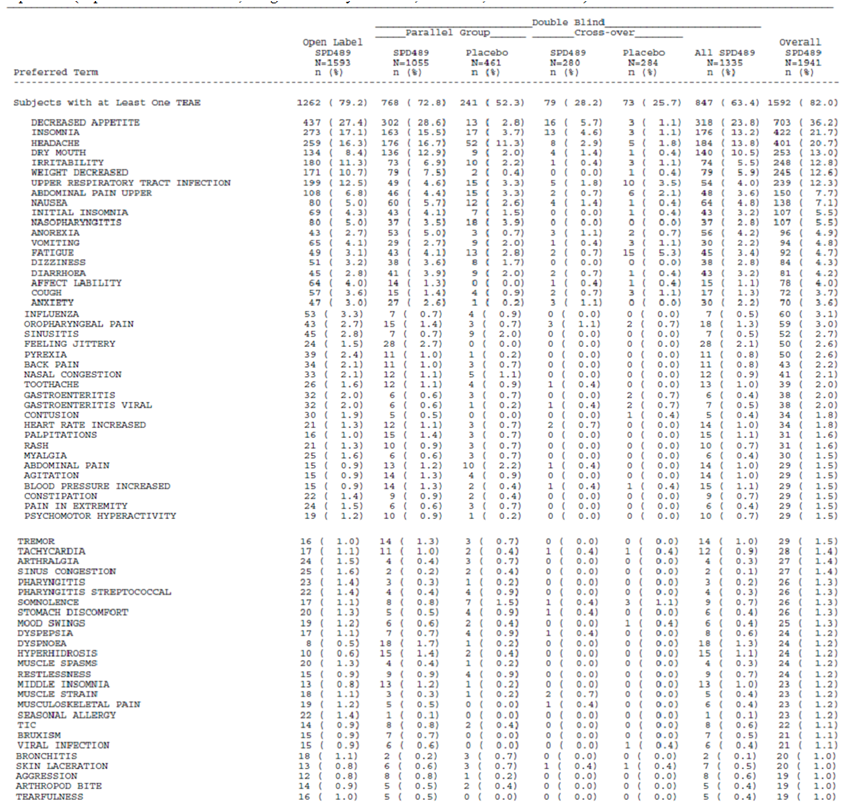 Double Blind
Parallel Group Cross-over
Open Label
SPD489 SPD489 Placebo SPD489 Placebo All SPD489 Overall SPD489
N=1593 N=1055 N=461 N=280 N=284 N=1335 N=1941
Preferred Term n (%) n (%) n (%) n (%) n (%) n (%) n (%)
Subjects with at Least One TEAE 1262 ( 79.2) 768 ( 72.8) 241 ( 52.3) 79 ( 28.2) 73 ( 25.7) 847 ( 63.4) 1592 ( 82.0)
DECREASED APPETITE 437 ( 27.4) 302 ( 28.6) 13 ( 2.8) 16 ( 5.7) 3 ( 1.1) 318 ( 23.8) 703 ( 36.2)
INSOMNIA 273 ( 17.1) 163 ( 15.5) 17 ( 3.7) 13 ( 4.6) 3 ( 1.1) 176 ( 13.2) 422 ( 21.7)
HEADACHE 259 ( 16.3) 176 ( 16.7) 52 ( 11.3) 8 ( 2.9) 5 ( 1.8) 184 ( 13.8) 401 ( 20.7)
DRY MOUTH 134 ( 8.4) 136 ( 12.9) 9 ( 2.0) 4 ( 1.4) 1 ( 0.4) 140 ( 10.5) 253 ( 13.0)
IRRITABILITY 180 ( 11.3) 73 ( 6.9) 10 ( 2.2) 1 ( 0.4) 3 ( 1.1) 74 ( 5.5) 248 ( 12.8)
WEIGHT DECREASED 171 ( 10.7) 79 ( 7.5) 2 ( 0.4) 0 ( 0.0) 1 ( 0.4) 79 ( 5.9) 245 ( 12.6)
UPPER RESPIRATORY TRACT INFECTION 199 ( 12.5) 49 ( 4.6) 15 ( 3.3) 5 ( 1.8) 10 ( 3.5) 54 ( 4.0) 239 ( 12.3)
ABDOMINAL PAIN UPPER 108 ( 6.8) 46 ( 4.4) 15 ( 3.3) 2 ( 0.7) 6 ( 2.1) 48 ( 3.6) 150 ( 7.7)
NAUSEA 80 ( 5.0) 60 ( 5.7) 12 ( 2.6) 4 ( 1.4) 1 ( 0.4) 64 ( 4.8) 138 ( 7.1)
INITIAL INSOMNIA 69 ( 4.3) 43 ( 4.1) 7 ( 1.5) 0 ( 0.0) 1 ( 0.4) 43 ( 3.2) 107 ( 5.5)
NASOPHARYNGITIS 80 ( 5.0) 37 ( 3.5) 18 ( 3.9) 0 ( 0.0) 0 ( 0.0) 37 ( 2.8) 107 ( 5.5)
ANOREXIA 43 ( 2.7) 53 ( 5.0) 3 ( 0.7) 3 ( 1.1) 2 ( 0.7) 56 ( 4.2) 96 ( 4.9)
VOMITING 65 ( 4.1) 29 ( 2.7) 9 ( 2.0) 1 ( 0.4) 3 ( 1.1) 30 ( 2.2) 94 ( 4.8)
FATIGUE 49 ( 3.1) 43 ( 4.1) 13 ( 2.8) 2 ( 0.7) 15 ( 5.3) 45 ( 3.4) 92 ( 4.7)
DIZZINESS 51 ( 3.2) 38 ( 3.6) 8 ( 1.7) 0 ( 0.0) 0 ( 0.0) 38 ( 2.8) 84 ( 4.3)
DIARRHOEA 45 ( 2.8) 41 ( 3.9) 9 ( 2.0) 2 ( 0.7) 1 ( 0.4) 43 ( 3.2) 81 ( 4.2)
AFFECT LABILITY 64 ( 4.0) 14 ( 1.3) 0 ( 0.0) 1 ( 0.4) 1 ( 0.4) 15 ( 1.1) 78 ( 4.0)
COUGH 57 ( 3.6) 15 ( 1.4) 4 ( 0.9) 2 ( 0.7) 3 ( 1.1) 17 ( 1.3) 72 ( 3.7)
ANXIETY 47 ( 3.0) 27 ( 2.6) 1 ( 0.2) 3 ( 1.1) 0 ( 0.0) 30 ( 2.2) 70 ( 3.6)
INFLUENZA 53 ( 3.3) 7 ( 0.7) 4 ( 0.9) 0 ( 0.0) 0 ( 0.0) 7 ( 0.5) 60 ( 3.1)
OROPHARYNGEAL PAIN 43 ( 2.7) 15 ( 1.4) 3 ( 0.7) 3 ( 1.1) 2 ( 0.7) 18 ( 1.3) 59 ( 3.0)
SINUSITIS 45 ( 2.8) 7 ( 0.7) 9 ( 2.0) 0 ( 0.0) 0 ( 0.0) 7 ( 0.5) 52 ( 2.7)
FEELING JITTERY 24 ( 1.5) 28 ( 2.7) 0 ( 0.0) 0 ( 0.0) 0 ( 0.0) 28 ( 2.1) 50 ( 2.6)
PYREXIA 39 ( 2.4) 11 ( 1.0) 1 ( 0.2) 0 ( 0.0) 0 ( 0.0) 11 ( 0.8) 50 ( 2.6)
BACK PAIN 34 ( 2.1) 11 ( 1.0) 3 ( 0.7) 0 ( 0.0) 0 ( 0.0) 11 ( 0.8) 43 ( 2.2)
NASAL CONGESTION 33 ( 2.1) 12 ( 1.1) 5 ( 1.1) 0 ( 0.0) 0 ( 0.0) 12 ( 0.9) 41 ( 2.1)
TOOTHACHE 26 ( 1.6) 12 ( 1.1) 4 ( 0.9) 1 ( 0.4) 0 ( 0.0) 13 ( 1.0) 39 ( 2.0)
GASTROENTERITIS 32 ( 2.0) 6 ( 0.6) 3 ( 0.7) 0 ( 0.0) 2 ( 0.7) 6 ( 0.4) 38 ( 2.0)
GASTROENTERITIS VIRAL 32 ( 2.0) 6 ( 0.6) 1 ( 0.2) 1 ( 0.4) 2 ( 0.7) 7 ( 0.5) 38 ( 2.0)
CONTUSION 30 ( 1.9) 5 ( 0.5) 0 ( 0.0) 0 ( 0.0) 1 ( 0.4) 5 ( 0.4) 34 ( 1.8)
HEART RATE INCREASED 21 ( 1.3) 12 ( 1.1) 3 ( 0.7) 2 ( 0.7) 0 ( 0.0) 14 ( 1.0) 34 ( 1.8)
PALPITATIONS 16 ( 1.0) 15 ( 1.4) 3 ( 0.7) 0 ( 0.0) 0 ( 0.0) 15 ( 1.1) 31 ( 1.6)
RASH 21 ( 1.3) 10 ( 0.9) 3 ( 0.7) 0 ( 0.0) 0 ( 0.0) 10 ( 0.7) 31 ( 1.6)
MYALGIA 25 ( 1.6) 6 ( 0.6) 3 ( 0.7) 0 ( 0.0) 0 ( 0.0) 6 ( 0.4) 30 ( 1.5)
ABDOMINAL PAIN 15 ( 0.9) 13 ( 1.2) 10 ( 2.2) 1 ( 0.4) 0 ( 0.0) 14 ( 1.0) 29 ( 1.5)
AGITATION 15 ( 0.9) 14 ( 1.3) 4 ( 0.9) 0 ( 0.0) 0 ( 0.0) 14 ( 1.0) 29 ( 1.5)
BLOOD PRESSURE INCREASED 15 ( 0.9) 14 ( 1.3) 2 ( 0.4) 1 ( 0.4) 1 ( 0.4) 15 ( 1.1) 29 ( 1.5)
CONSTIPATION 22 ( 1.4) 9 ( 0.9) 2 ( 0.4) 0 ( 0.0) 0 ( 0.0) 9 ( 0.7) 29 ( 1.5)
PAIN IN EXTREMITY 24 ( 1.5) 6 ( 0.6) 3 ( 0.7) 0 ( 0.0) 0 ( 0.0) 6 ( 0.4) 29 ( 1.5)
PSYCHOMOTOR HYPERACTIVITY 19 ( 1.2) 10 ( 0.9) 1 ( 0.2) 0 ( 0.0) 0 ( 0.0) 10 ( 0.7) 29 ( 1.5)
TREMOR 16 ( 1.0) 14 ( 1.3) 3 ( 0.7) 0 ( 0.0) 0 ( 0.0) 14 ( 1.0) 29 ( 1.5)
TACHYCARDIA 17 ( 1.1) 11 ( 1.0) 2 ( 0.4) 1 ( 0.4) 1 ( 0.4) 12 ( 0.9) 28 ( 1.4)
ARTHRALGIA 24 ( 1.5) 4 ( 0.4) 3 ( 0.7) 0 ( 0.0) 0 ( 0.0) 4 ( 0.3) 27 ( 1.4)
SINUS CONGESTION 25 ( 1.6) 2 ( 0.2) 2 ( 0.4) 0 ( 0.0) 0 ( 0.0) 2 ( 0.1) 27 ( 1.4)
PHARYNGITIS 23 ( 1.4) 3 ( 0.3) 1 ( 0.2) 0 ( 0.0) 0 ( 0.0) 3 ( 0.2) 26 ( 1.3)
PHARYNGITIS STREPTOCOCCAL 22 ( 1.4) 4 ( 0.4) 4 ( 0.9) 0 ( 0.0) 0 ( 0.0) 4 ( 0.3) 26 ( 1.3)
SOMNOLENCE 17 ( 1.1) 8 ( 0.8) 7 ( 1.5) 1 ( 0.4) 3 ( 1.1) 9 ( 0.7) 26 ( 1.3)
STOMACH DISCOMFORT 20 ( 1.3) 5 ( 0.5) 4 ( 0.9) 1 ( 0.4) 0 ( 0.0) 6 ( 0.4) 26 ( 1.3)
MOOD SWINGS 19 ( 1.2) 6 ( 0.6) 2 ( 0.4) 0 ( 0.0) 1 ( 0.4) 6 ( 0.4) 25 ( 1.3)
DYSPEPSIA 17 ( 1.1) 7 ( 0.7) 4 ( 0.9) 1 ( 0.4) 0 ( 0.0) 8 ( 0.6) 24 ( 1.2)
DYSPNOEA 8 ( 0.5) 18 ( 1.7) 1 ( 0.2) 0 ( 0.0) 0 ( 0.0) 18 ( 1.3) 24 ( 1.2)
HYPERHIDROSIS 10 ( 0.6) 15 ( 1.4) 2 ( 0.4) 0 ( 0.0) 0 ( 0.0) 15 ( 1.1) 24 ( 1.2)
MUSCLE SPASMS 20 ( 1.3) 4 ( 0.4) 1 ( 0.2) 0 ( 0.0) 0 ( 0.0) 4 ( 0.3) 24 ( 1.2)
RESTLESSNESS 15 ( 0.9) 9 ( 0.9) 4 ( 0.9) 0 ( 0.0) 0 ( 0.0) 9 ( 0.7) 24 ( 1.2)
MIDDLE INSOMNIA 13 ( 0.8) 13 ( 1.2) 1 ( 0.2) 0 ( 0.0) 0 ( 0.0) 13 ( 1.0) 24 ( 1.2)
MUSCLE STRAIN 18 ( 1.1) 3 ( 0.3) 1 ( 0.2) 2 ( 0.7) 0 ( 0.0) 5 ( 0.4) 23 ( 1.2)
MUSCULOSKELETAL PAIN 19 ( 1.2) 5 ( 0.5) 0 ( 0.0) 1 ( 0.4) 0 ( 0.0) 6 ( 0.4) 23 ( 1.2)
SEASONAL ALLERGY 22 ( 1.4) 1 ( 0.1) 0 ( 0.0) 0 ( 0.0) 0 ( 0.0) 1 ( 0.1) 23 ( 1.2)
TIC 14 ( 0.9) 8 ( 0.8) 2 ( 0.4) 0 ( 0.0) 0 ( 0.0) 8 ( 0.6) 22 ( 1.1)
BRUXISM 15 ( 0.9) 7 ( 0.7) 0 ( 0.0) 0 ( 0.0) 0 ( 0.0) 7 ( 0.5) 21 ( 1.1)
VIRAL INFECTION 15 ( 0.9) 6 ( 0.6) 0 ( 0.0) 0 ( 0.0) 1 ( 0.4) 6 ( 0.4) 21 ( 1.1)
BRONCHITIS 18 ( 1.1) 2 ( 0.2) 3 ( 0.7) 0 ( 0.0) 0 ( 0.0) 2 ( 0.1) 20 ( 1.0)
SKIN LACERATION 13 ( 0.8) 6 ( 0.6) 3 ( 0.7) 1 ( 0.4) 1 ( 0.4) 7 ( 0.5) 20 ( 1.0)
AGGRESSION 12 ( 0.8) 8 ( 0.8) 1 ( 0.2) 0 ( 0.0) 0 ( 0.0) 8 ( 0.6) 19 ( 1.0)
ARTHROPOD BITE 14 ( 0.9) 5 ( 0.5) 2 ( 0.4) 0 ( 0.0) 0 ( 0.0) 5 ( 0.4) 19 ( 1.0)
TEARFULNESS 16 ( 1.0) 5 ( 0.5) 0 ( 0.0) 0 ( 0.0) 0 ( 0.0) 5 ( 0.4) 19 ( 1.0)